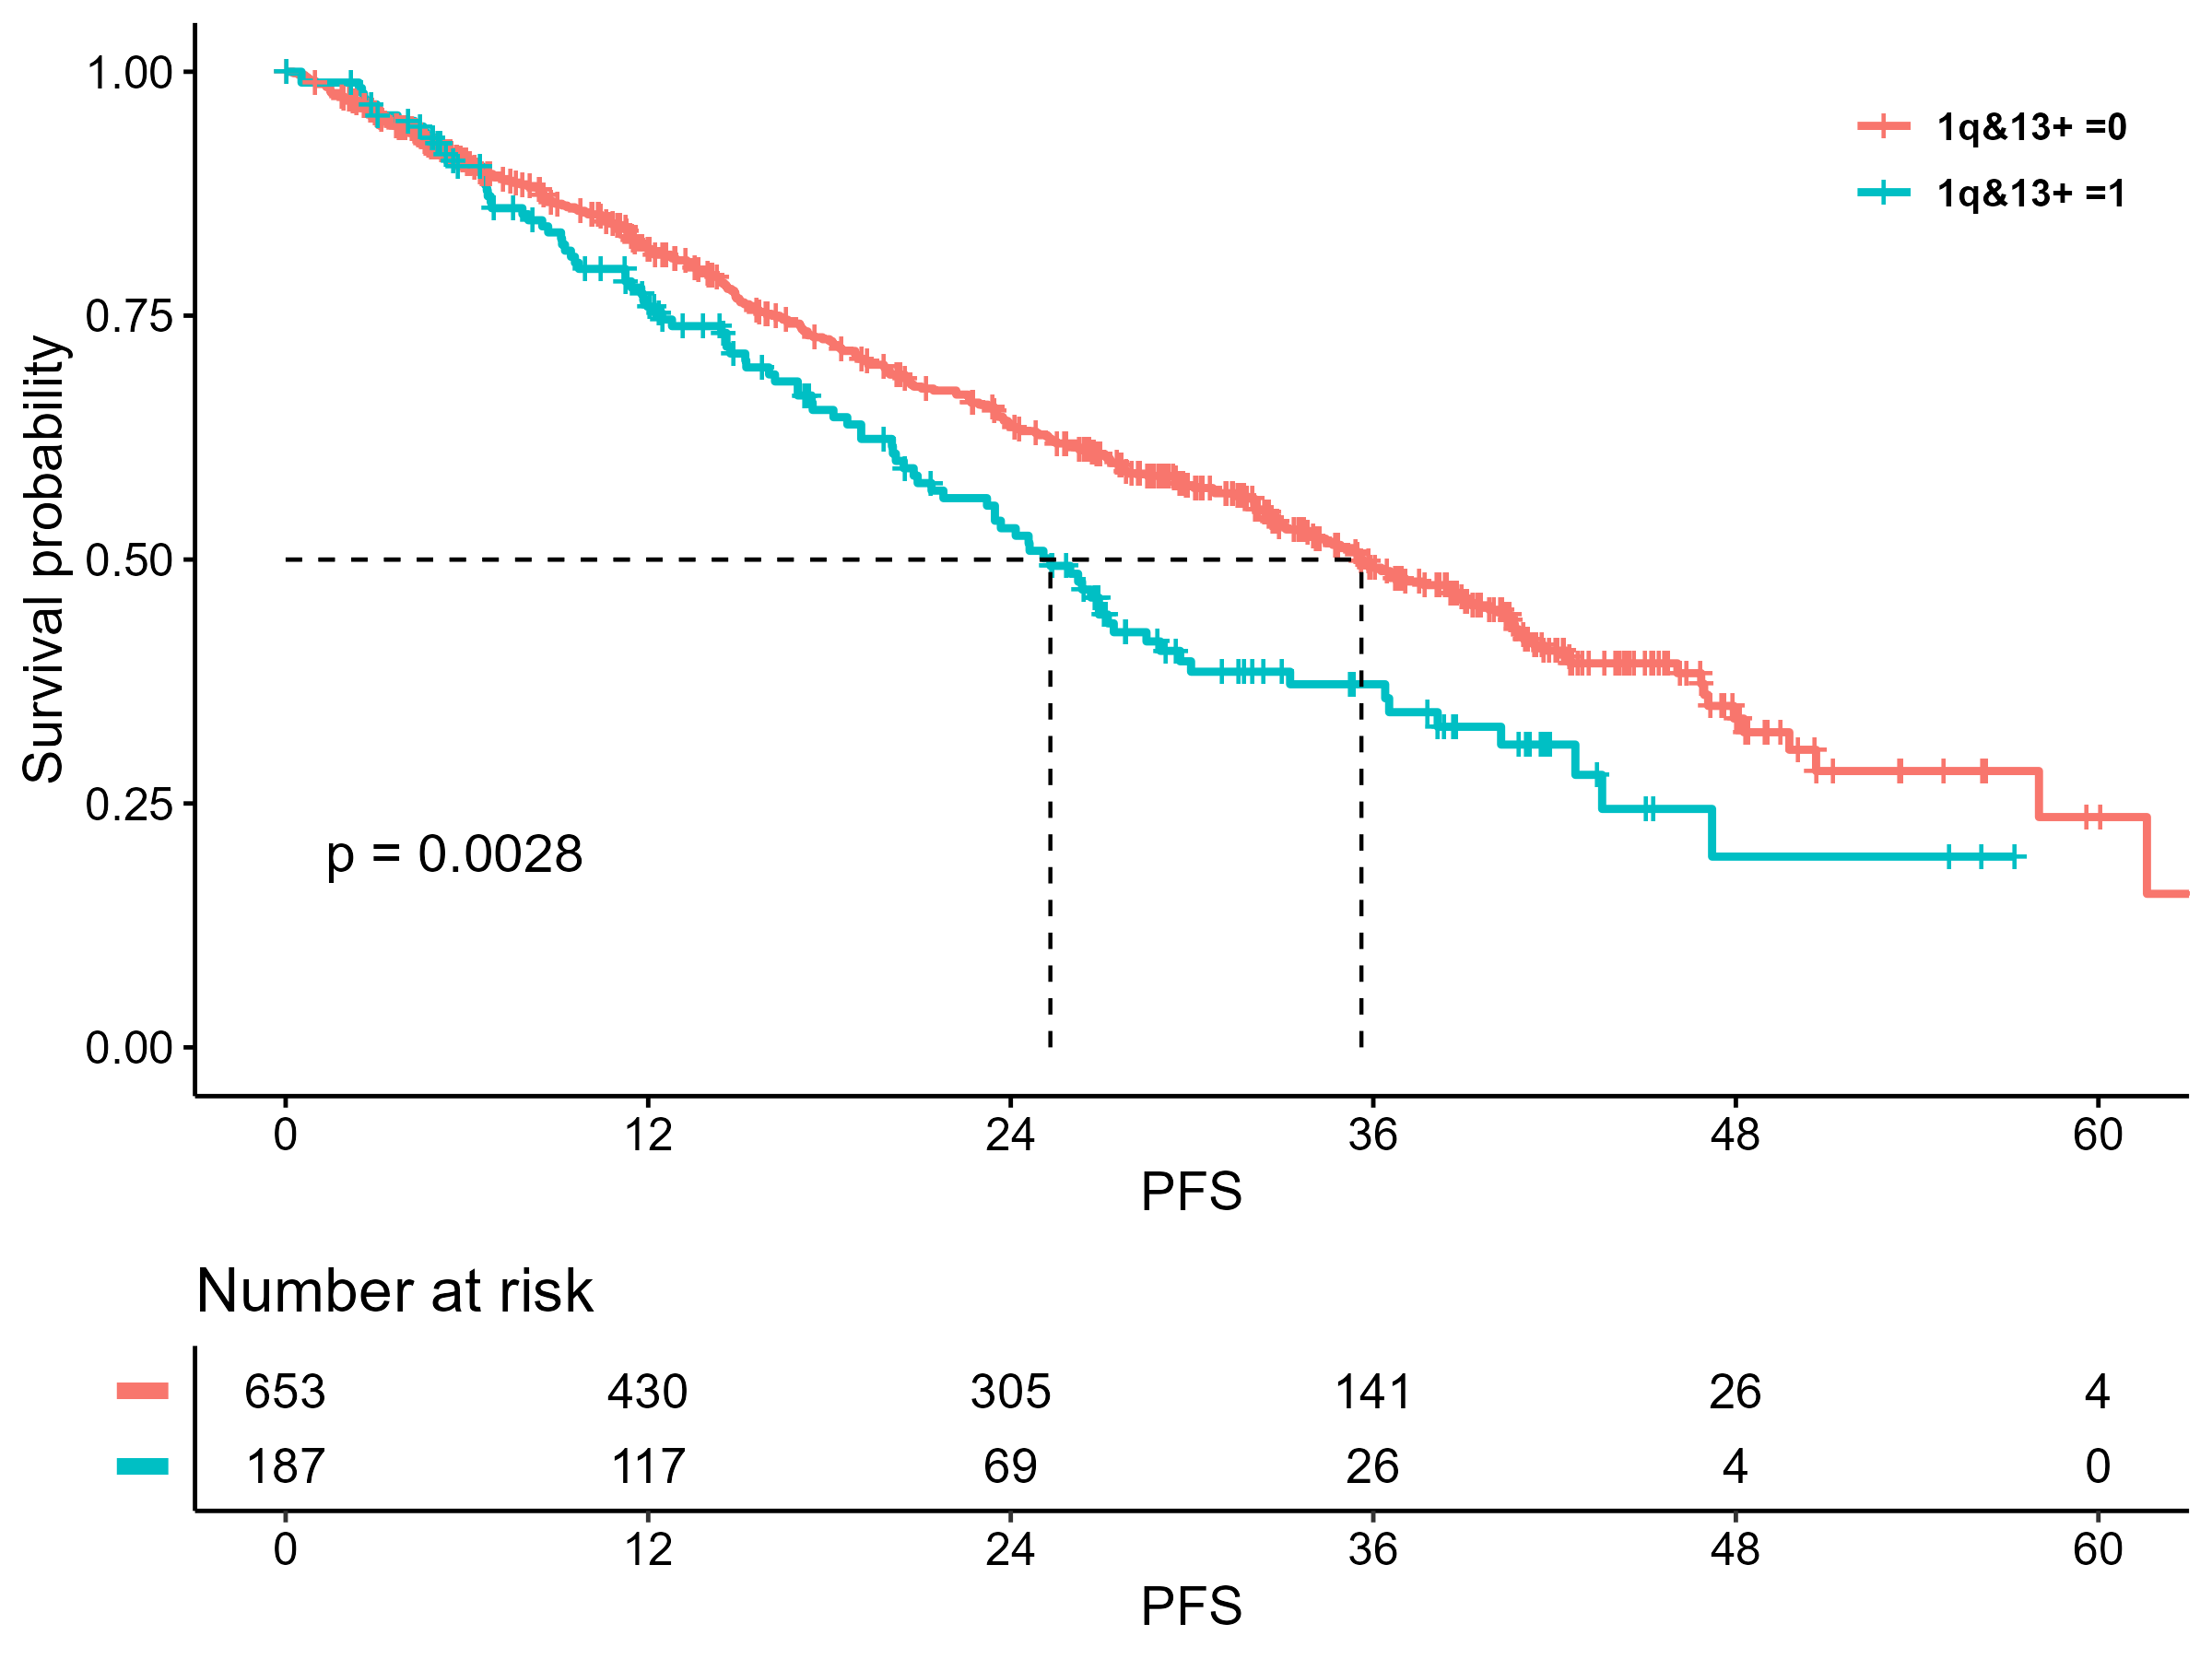 1.00
0.75
0.50
0.25
0.00
Survival probability
1q&13+ =0
1q&13+ =1
p = 0.0028
0 12 24 36 48 60
PFS
Number at risk
653 430 305 141 26 4
187 117 69 26 4 0
0 12 24 36 48 60
PFS